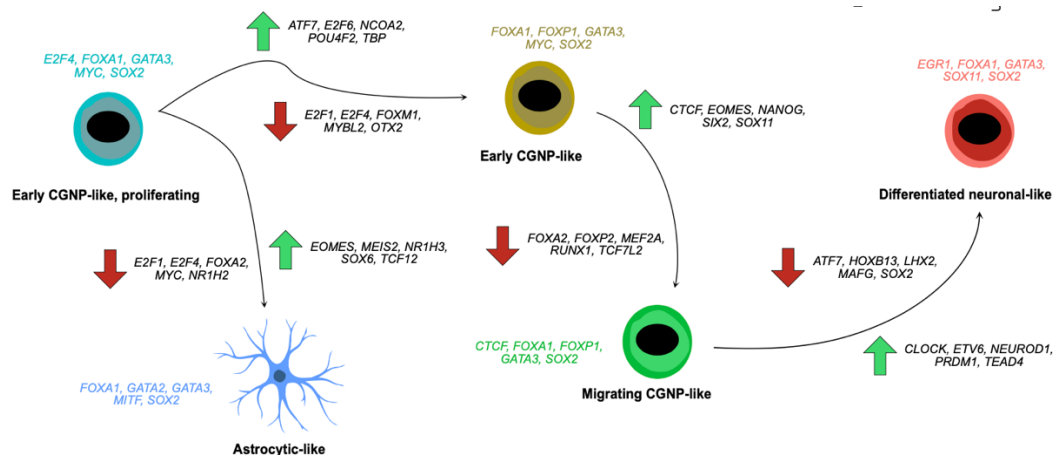 ATF7, E2F6, NCOA2,
POU4F2, TBP
E2F4, FOXA1, GATA3,
MYC, SOX2
E2F1, E2F4, FOXM1,
MYBL2, OTX2
Early CGNP-like, proliferating
FOXA1, FOXP1, GATA3,
MYC, SOX2
Early CGNP-like
CTCF, EOMES, NANOG,
SIX2, SOX11
EGR1, FOXA1, GATA3,
SOX11, SOX2
Differentiated neuronal-like
E2F1, E2F4, FOXA2,
MYC, NR1H2
EOMES, MEIS2, NR1H3,
SOX6, TCF12
FOXA2, FOXP2, MEF2A,
RUNX1, TCF7L2
ATF7, HOXB13, LHX2,
MAFG, SOX2
FOXA1, GATA2, GATA3,
MITF, SOX2
Astrocytic-like
CTCF, FOXA1, FOXP1,
GATA3, SOX2
Migrating CGNP-like
CLOCK, ETV6, NEUROD1,
PRDM1, TEAD4